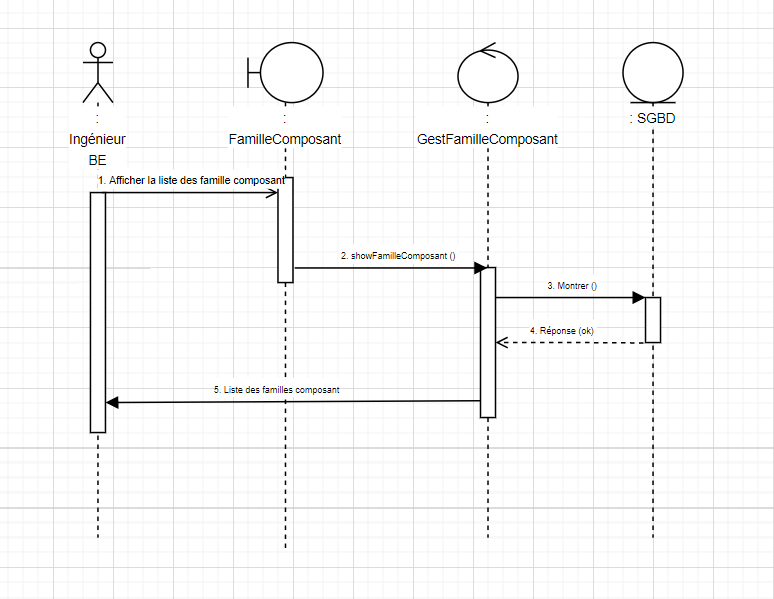 :
Ingénieur
BE
:
FamilleComposant
:
GestFamilleComposant
: SGBD
1. Afficher la liste des famille composant
2. showFamilleComposant ()
3. Montrer ()
4. Réponse (ok)
5. Liste des familles composant